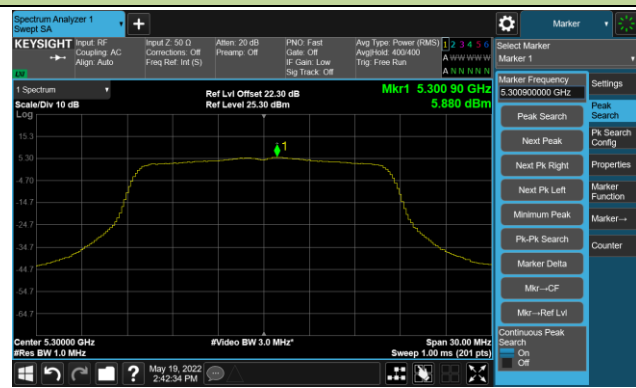 Spectrum Analyzer 1
Swept SA
Marker
KEYSIGHT
Input: RF
Coupling: AC
Align: Auto
Input Z: 50 Ω
Corrections: Off
Freq Ref: Int (S)
Atten: 20 dB
Preamp: Off
PNO: Fast
Gate: Off
IF Gain: Low
Sig Track: Off
Avg Type: Power (RMS)
Avg|Hold: 400/400
Trig: Free Run
1 2 3 4 5 6
A W W W W W
A N N N N N
Select Marker
Marker 1
1 Spectrum
Scale/Div 10 dB
Log
Ref Lvl Offset 22.30 dB
Ref Level 25.30 dBm
Mkr1 5.300 90 GHz
5.880 dBm
15.3
5.30
-4.70
-14.7
-24.7
-34.7
-44.7
-54.7
-64.7
1
Center 5.30000 GHz
#Res BW 1.0 MHz
#Video BW 3.0 MHz*
Span 30.00 MHz
Sweep 1.00 ms (201 pts)
Marker Frequency
5.300900000 GHz
Peak Search
Next Peak
Next Pk Right
Next Pk Left
Minimum Peak
Pk-Pk Search
Marker Delta
Mkr→CF
Mkr→Ref Lvl
Continuous Peak
Search
On
Off
Settings
Peak
Search
Pk Search
Config
Properties
Marker
Function
Marker→
Counter
May 19, 2022
2:42:34 PM